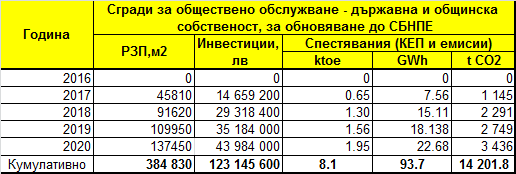 Година
Сгради за обществено обслужване - държавна и общинска
собственост, за обновяване до СБНПЕ
РЗП,м2 Инвестиции, лв Спестявания (КЕП и емисии)
ktoe GWh t CO2
2016 0 0 0 0 0
2017 45810 14 659 200 0.65 7.56 1 145
2018 91620 29 318 400 1.30 15.11 2 291
2019 109950 35 184 000 1.56 18.138 2 749
2020 137450 43 984 000 1.95 22.68 3 436
Кумулативно 384 830 123 145 600 8.1 93.7 14 201.8